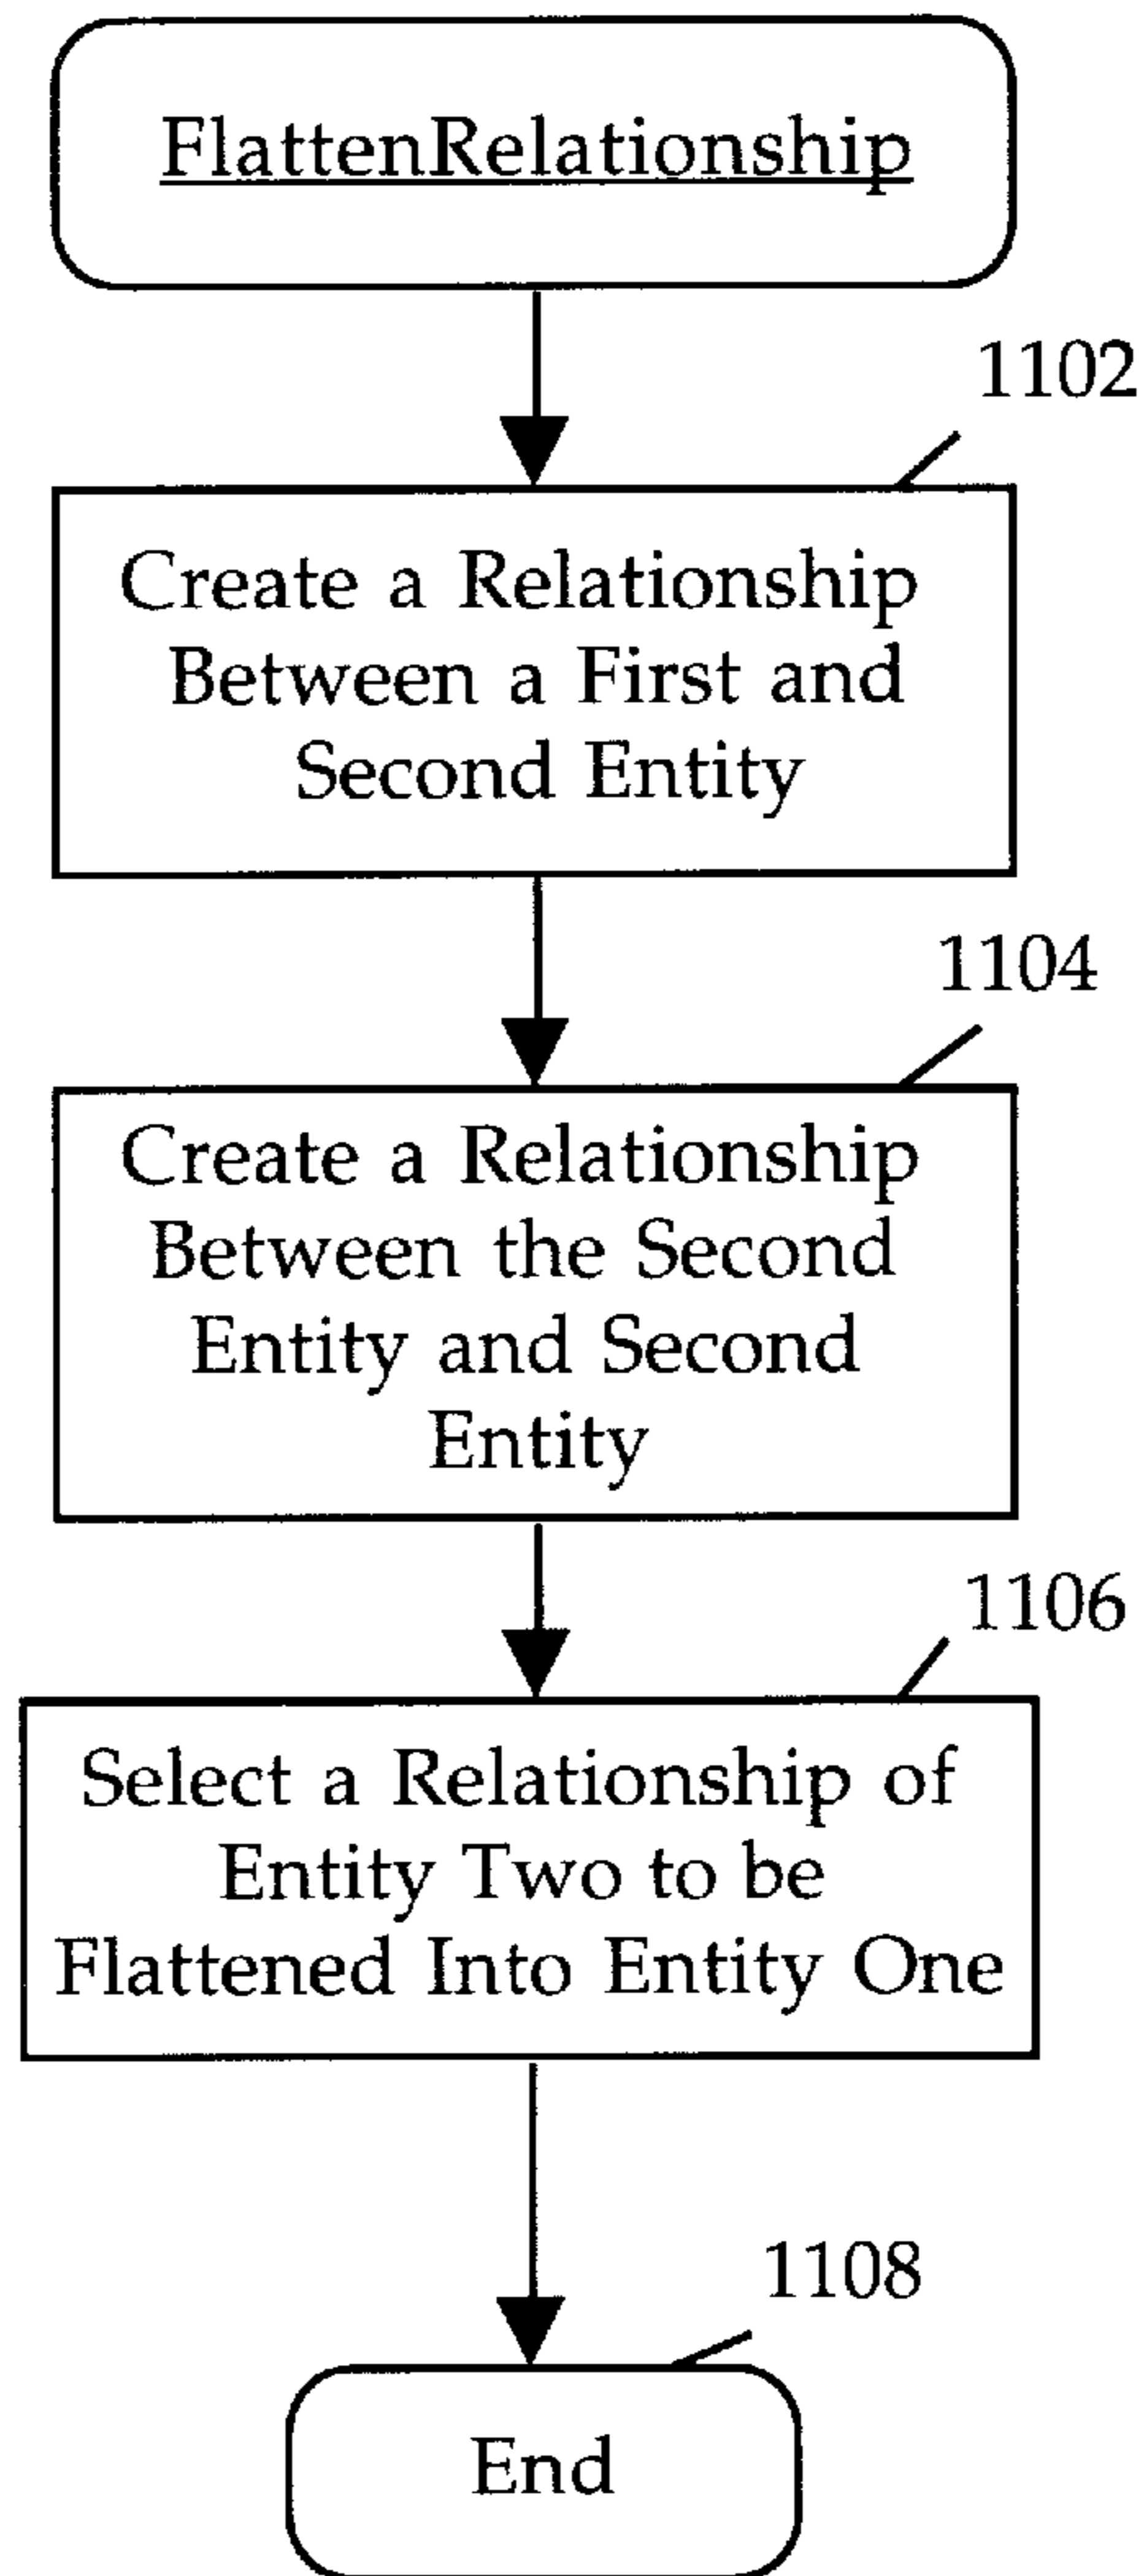 FlattenRelationship
1102
Create a Relationship
Between a First and
Second Entity
1104
Create a Relationship
Between the Second
Entity and Second
Entity
1106
Select a Relationship of
Entity Two to be
Flattened Into Entity One
1108
End